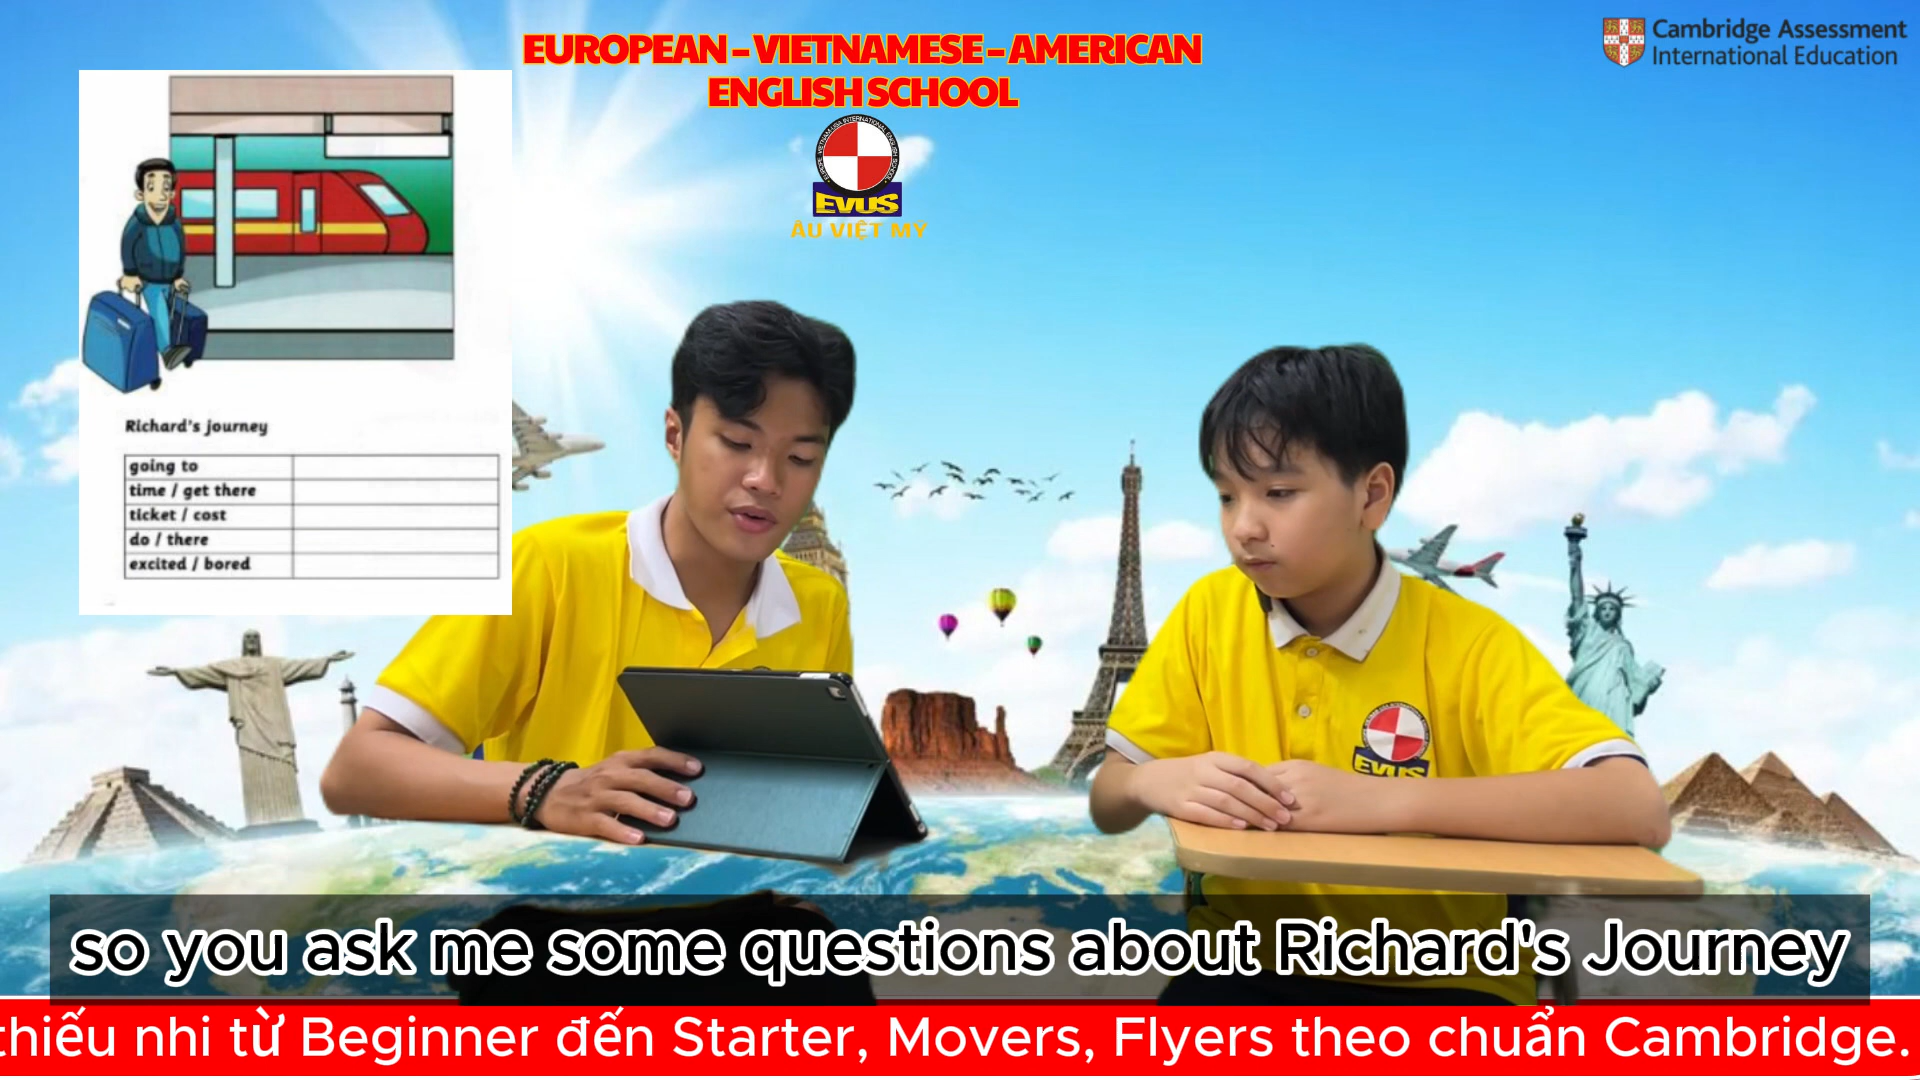 EUROPEAN - VIETNAMESE - AMERICAN
ENGLISH SCHOOL
Cambridge Assessment
International Education
EVUS
ÂU VIỆT MỸ
Richard's journey
going to
time / get there
ticket / cost
do / there
excited / bored
EVUS
so you ask me some questions about Richard's Journey
thiếu nhi từ Beginner đến Starter, Movers, Flyers theo chuẩn Cambridge.